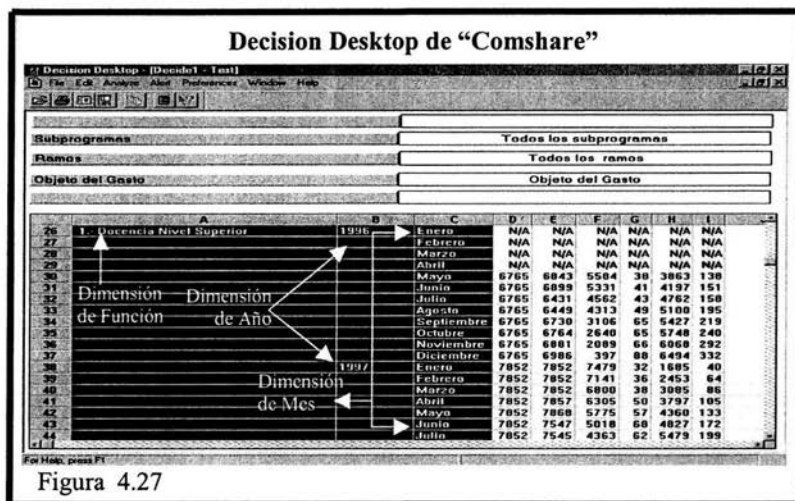 Decision Desktop de “Comshare”
Decision Desktop - [Decide1 - Text]
File Edit Analyze Alert Preferences Window Help
Subprogramas Todos los subprogramas
Ramos Todos los ramos
Objeto del Gasto Objeto del Gasto
A B C D E F G H I
26 1. Docencia Nivel Superior 1996 Enero N/A N/A N/A N/A N/A N/A
27 Febrero N/A N/A N/A N/A N/A N/A
28 Marzo N/A N/A N/A N/A N/A N/A
29 Abril N/A N/A N/A N/A N/A N/A
30 Mayo 6765 6843 5584 38 3863 138
31 Junio 6765 6899 5331 41 4197 151
32 Julio 6765 6431 4562 43 4762 158
33 Agosto 6765 6449 4313 49 5100 195
34 Septiembre 6765 6730 3106 65 5427 219
35 Octubre 6765 6764 2640 65 5748 240
36 Noviembre 6765 6881 2089 66 6068 292
37 Diciembre 6765 6986 397 88 6494 332
38 1997 Enero 7852 7852 7479 32 1685 40
39 Febrero 7852 7852 7141 36 2453 64
40 Marzo 7852 7852 6800 38 3085 86
41 Abril 7852 7857 6305 50 3797 105
42 Mayo 7852 7868 5775 57 4360 133
43 Junio 7852 7547 5018 68 4827 172
44 Julio 7852 7545 4363 62 5479 199
Dimensión
de Función
Dimensión
de Año
Dimensión
de Mes
For Help, press F1
Figura 4.27